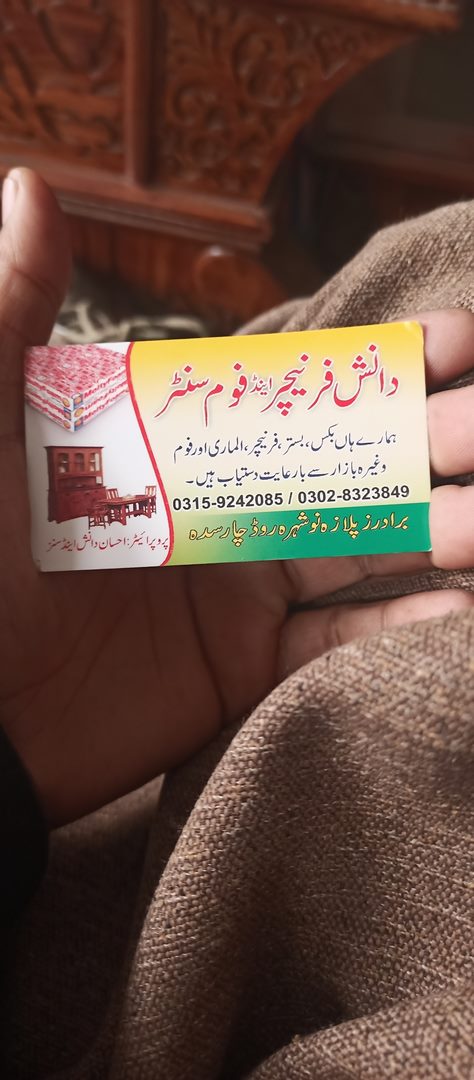 دانش فرنیچر اینڈ فوم سنٹر
ہمارے ہاں بکس، بستر، فرنیچر، الماری اور فوم
وغیرہ بازار سے بارعایت دستیاب ہیں۔
0315-9242085 / 0302-8323849
برادرز پلازہ نوشہرہ روڈ چارسدہ
پروپرائیٹر: احسان دانش اینڈ سنز